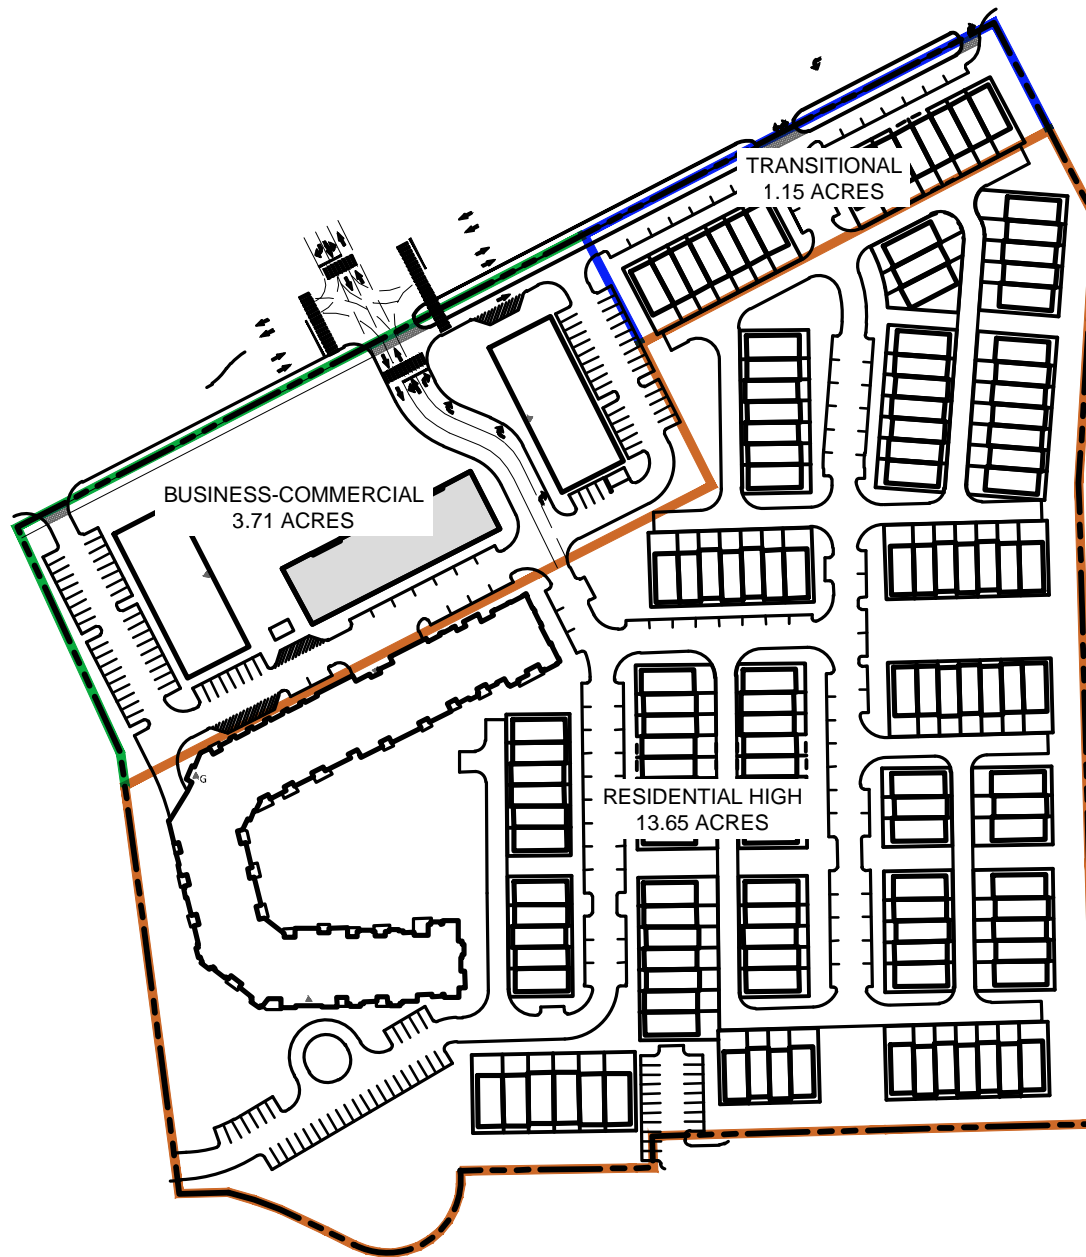 TRANSITIONAL
1.15 ACRES
BUSINESS-COMMERCIAL
3.71 ACRES
RESIDENTIAL HIGH
13.65 ACRES
G